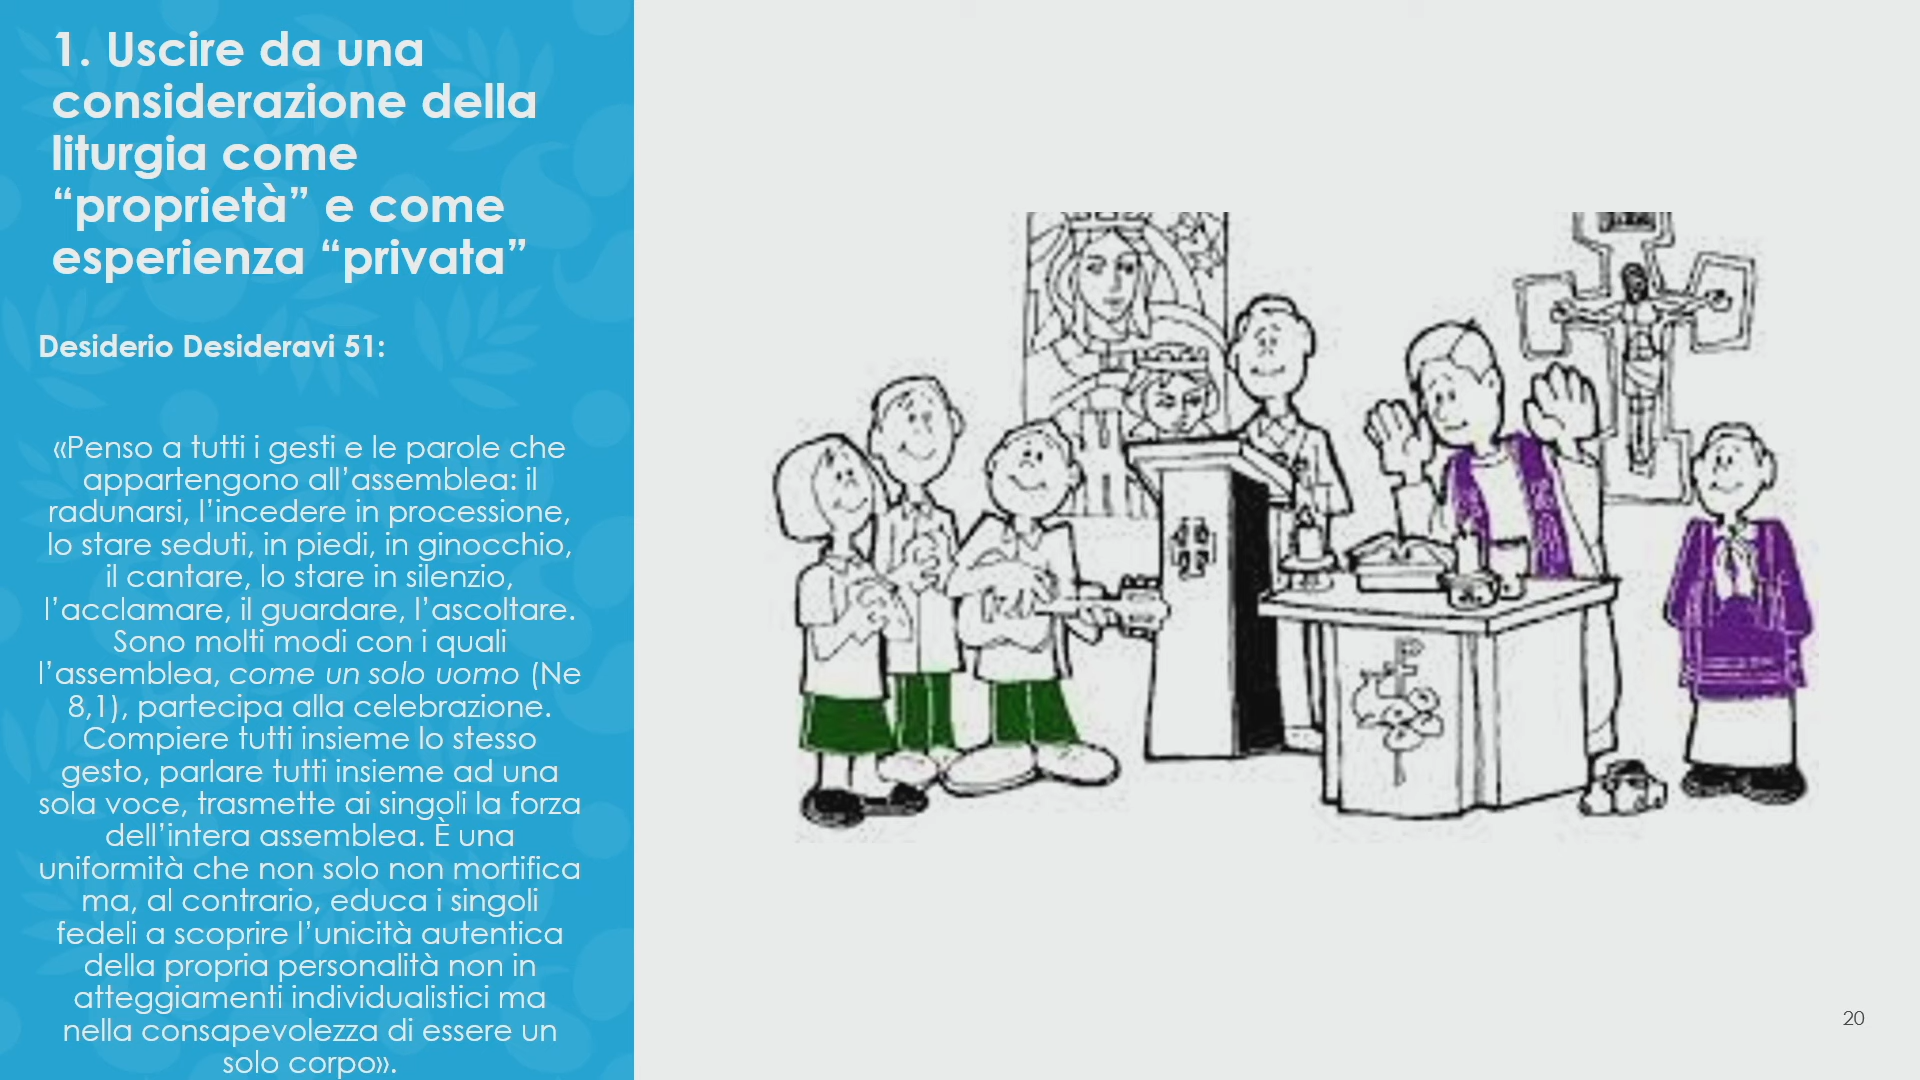 1. Uscire da una
considerazione della
liturgia come
“proprietà” e come
esperienza “privata”
Desiderio Desideravi 51:
«Penso a tutti i gesti e le parole che
appartengono all’assemblea: il
radunarsi, l’incedere in processione,
lo stare seduti, in piedi, in ginocchio,
il cantare, lo stare in silenzio,
l’acclamare, il guardare, l’ascoltare.
Sono molti modi con i quali
l’assemblea, come un solo uomo (Ne
8,1), partecipa alla celebrazione.
Compiere tutti insieme lo stesso
gesto, parlare tutti insieme ad una
sola voce, trasmette ai singoli la forza
dell’intera assemblea. È una
uniformità che non solo non mortifica
ma, al contrario, educa i singoli
fedeli a scoprire l’unicità autentica
della propria personalità non in
atteggiamenti individualistici ma
nella consapevolezza di essere un
solo corpo».
20